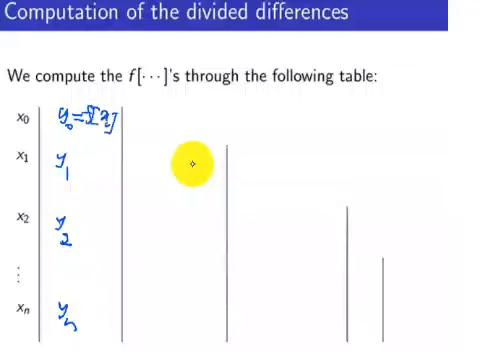 Computation of the divided differences
We compute the f[⋯]'s through the following table:
x₀ y₀=f[x₀]
x₁ y₁
x₂ y₂
⋮
xₙ yₙ